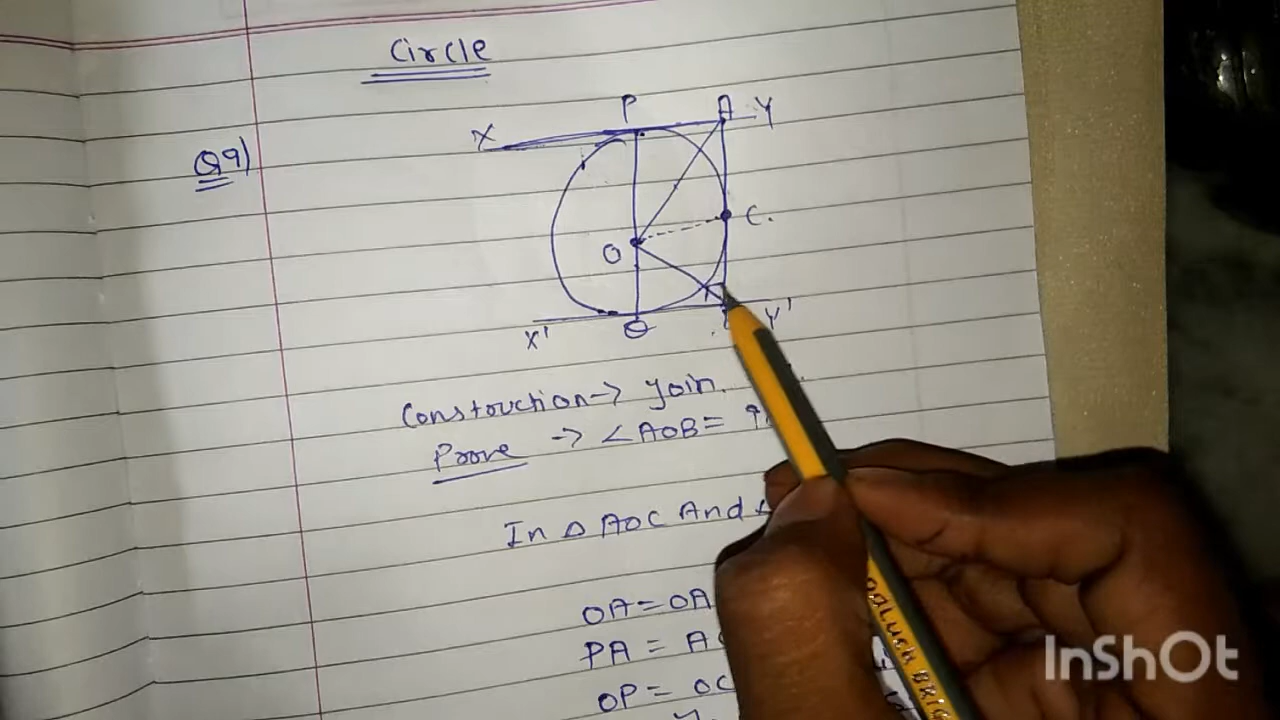 Circle
Q9)
P A Y
X
C.
O
X' Q Y'
Construction-> Join
Prove -> ∠AOB=
In △ AOC And
OA=OA
PA =
OP= OC
InShOt